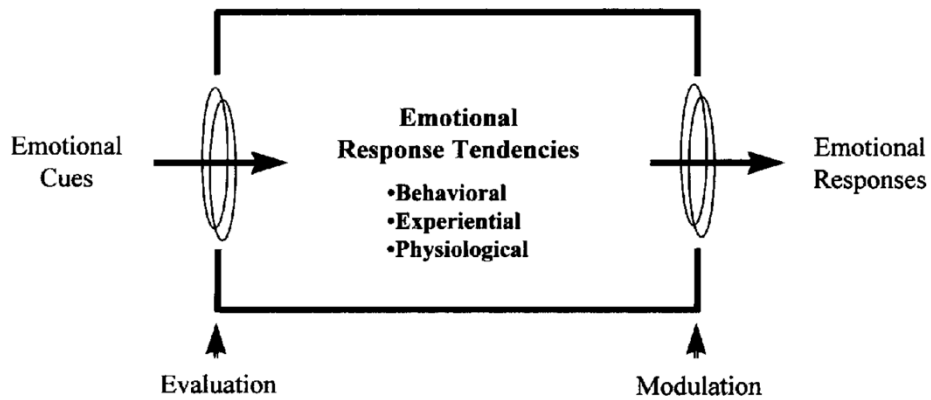 Emotional
Cues
Emotional
Response Tendencies
•Behavioral
•Experiential
•Physiological
Emotional
Responses
Evaluation
Modulation